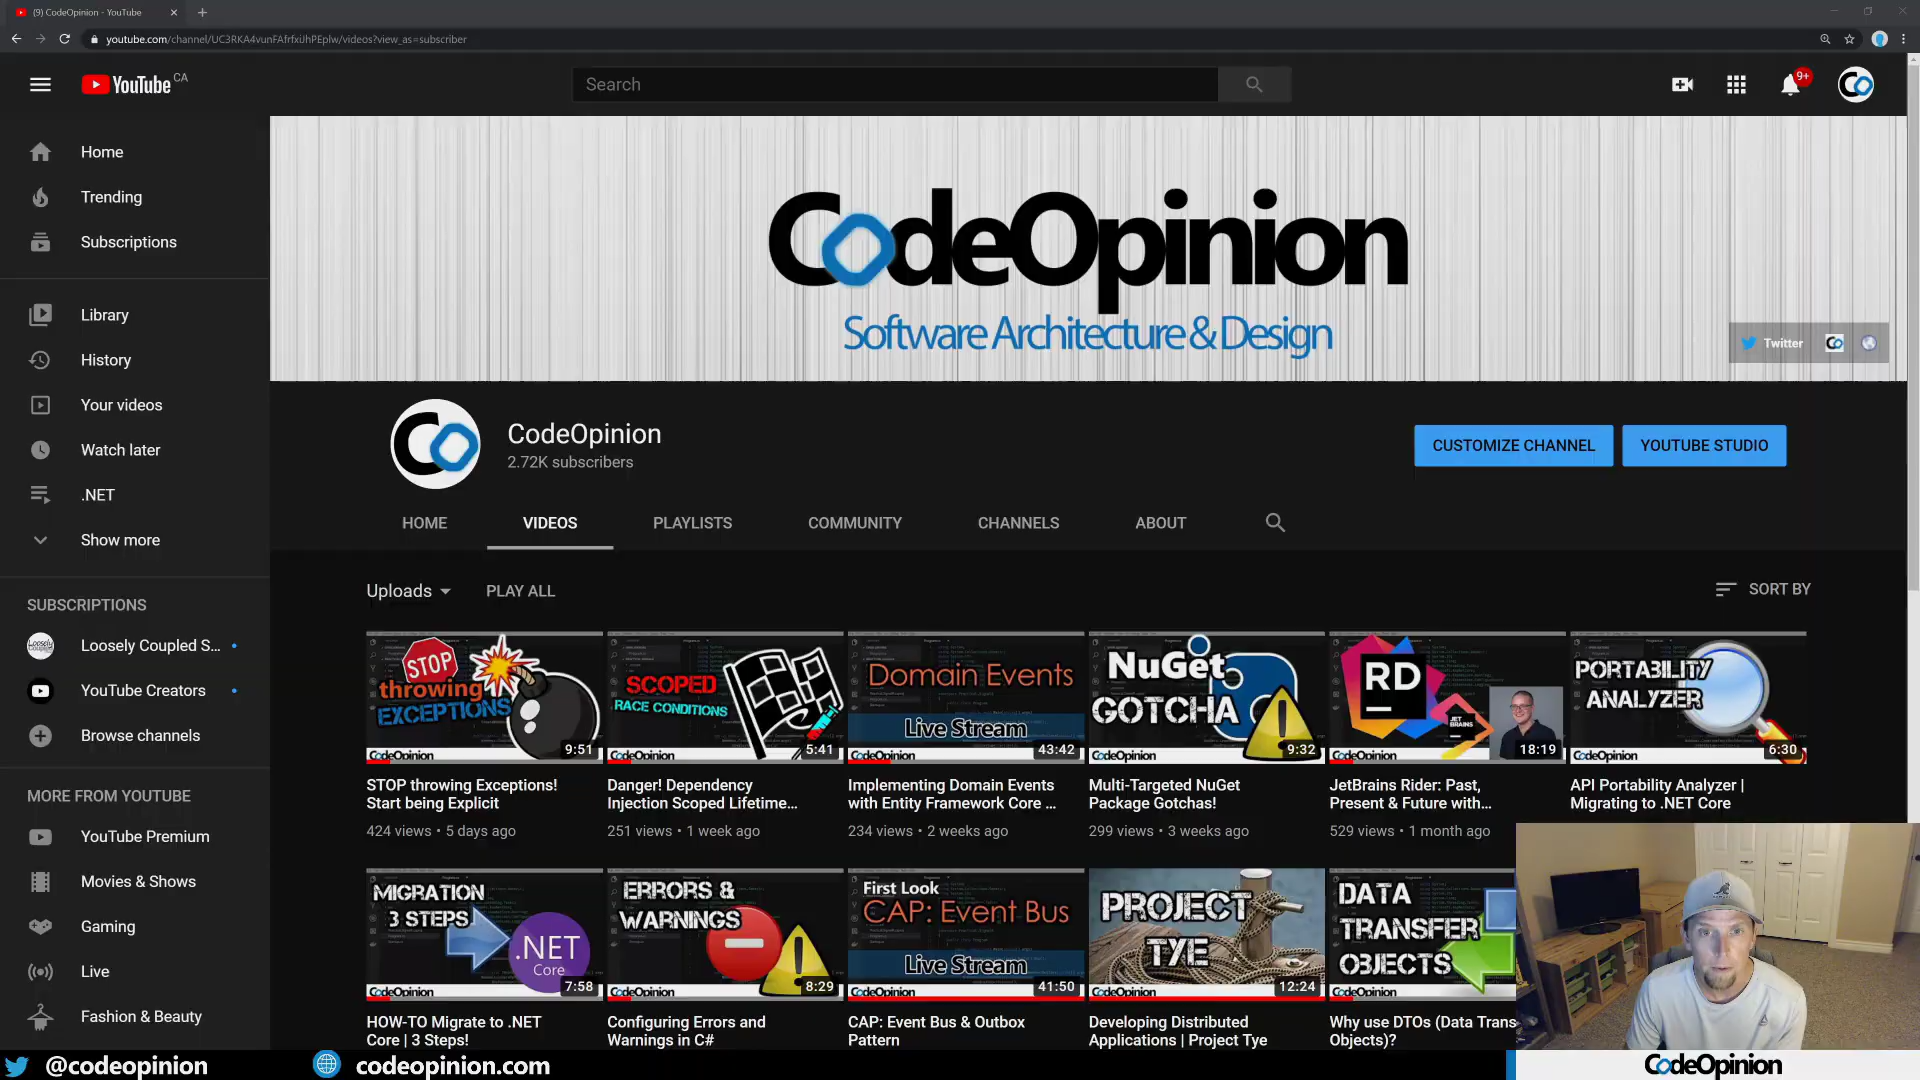 (9) CodeOpinion - YouTube
youtube.com/channel/UC3RKA4vunFAfrfxiJhPEplw/videos?view_as=subscriber
YouTube CA
Search
9+
Home
Trending
Subscriptions
Library
History
Your videos
Watch later
.NET
Show more
SUBSCRIPTIONS
Loosely Coupled S...
YouTube Creators
Browse channels
MORE FROM YOUTUBE
YouTube Premium
Movies & Shows
Gaming
Live
Fashion & Beauty
CodeOpinion
Software Architecture & Design
Twitter
CodeOpinion
2.72K subscribers
CUSTOMIZE CHANNEL
YOUTUBE STUDIO
HOME
VIDEOS
PLAYLISTS
COMMUNITY
CHANNELS
ABOUT
Uploads
PLAY ALL
SORT BY
STOP
throwing
EXCEPTIONS
CodeOpinion
9:51
STOP throwing Exceptions!
Start being Explicit
424 views • 5 days ago
SCOPED
RACE CONDITIONS
CodeOpinion
5:41
Danger! Dependency
Injection Scoped Lifetime...
251 views • 1 week ago
Domain Events
Live Stream
CodeOpinion
43:42
Implementing Domain Events
with Entity Framework Core ...
234 views • 2 weeks ago
NuGet
GOTCHA
CodeOpinion
9:32
Multi-Targeted NuGet
Package Gotchas!
299 views • 3 weeks ago
RD
JET
BRAINS
CodeOpinion
18:19
JetBrains Rider: Past,
Present & Future with...
529 views • 1 month ago
PORTABILITY
ANALYZER
CodeOpinion
6:30
API Portability Analyzer |
Migrating to .NET Core
MIGRATION
3 STEPS!
.NET
Core
CodeOpinion
7:58
HOW-TO Migrate to .NET
Core | 3 Steps!
ERRORS &
WARNINGS
CodeOpinion
8:29
Configuring Errors and
Warnings in C#
First Look
CAP: Event Bus
Live Stream
CodeOpinion
41:50
CAP: Event Bus & Outbox
Pattern
PROJECT
TYE
CodeOpinion
12:24
Developing Distributed
Applications | Project Tye
DATA
TRANSFER
OBJECTS
CodeOpinion
Why use DTOs (Data Trans
Objects)?
@codeopinion
codeopinion.com
CodeOpinion